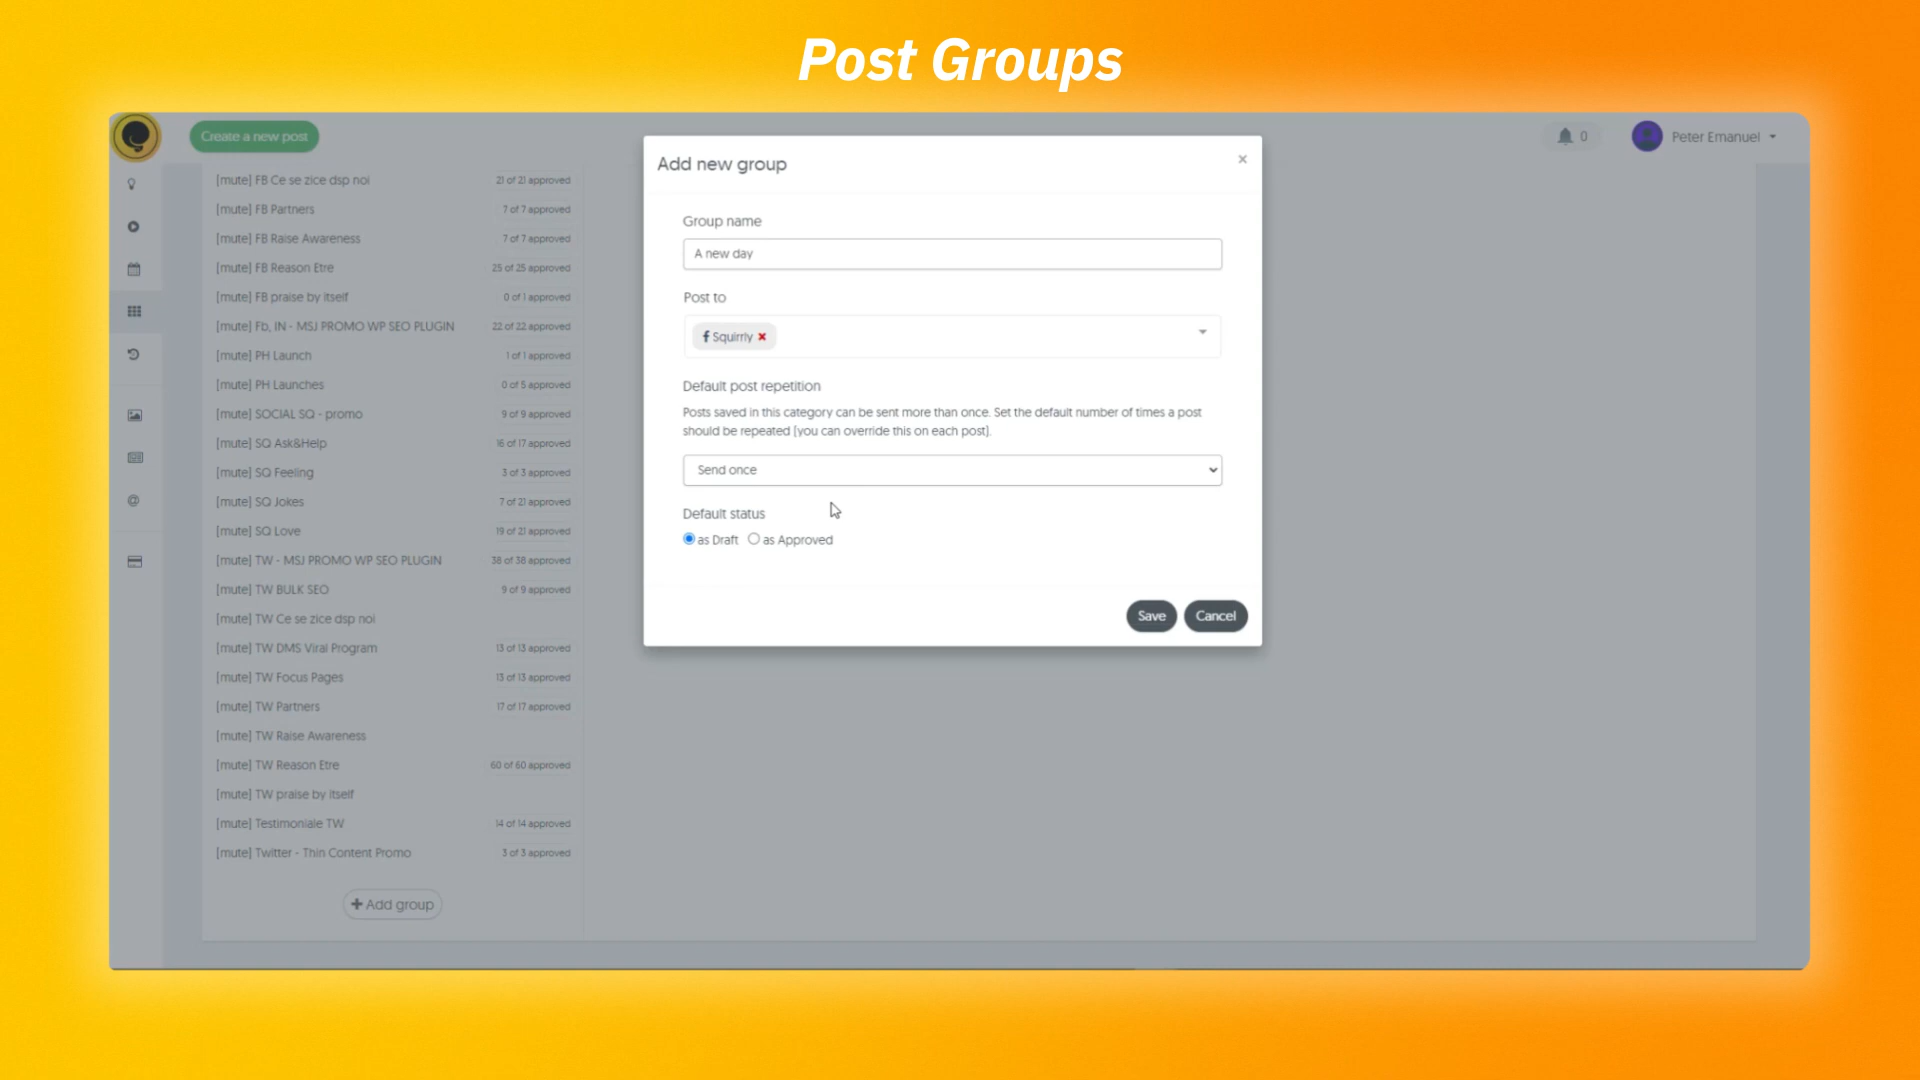 Post Groups
Create a new post
0
Peter Emanuel
[mute] FB Ce se zice dsp noi 21 of 21 approved
[mute] FB Partners 7 of 7 approved
[mute] FB Raise Awareness 7 of 7 approved
[mute] FB Reason Etre 25 of 25 approved
[mute] FB praise by itself 0 of 1 approved
[mute] Fb, IN - MSJ PROMO WP SEO PLUGIN 22 of 22 approved
[mute] PH Launch 1 of 1 approved
[mute] PH Launches 0 of 5 approved
[mute] SOCIAL SQ - promo 9 of 9 approved
[mute] SQ Ask&Help 16 of 17 approved
[mute] SQ Feeling 3 of 3 approved
[mute] SQ Jokes 7 of 21 approved
[mute] SQ Love 19 of 21 approved
[mute] TW - MSJ PROMO WP SEO PLUGIN 38 of 38 approved
[mute] TW BULK SEO 9 of 9 approved
[mute] TW Ce se zice dsp noi
[mute] TW DMS Viral Program 13 of 13 approved
[mute] TW Focus Pages 13 of 13 approved
[mute] TW Partners 17 of 17 approved
[mute] TW Raise Awareness
[mute] TW Reason Etre 60 of 60 approved
[mute] TW praise by itself
[mute] Testimoniale TW 14 of 14 approved
[mute] Twitter - Thin Content Promo 3 of 3 approved
Add group
Add new group
Group name
A new day
Post to
Squirrly
Default post repetition
Posts saved in this category can be sent more than once. Set the default number of times a post
should be repeated (you can override this on each post).
Send once
Default status
as Draft as Approved
Save Cancel